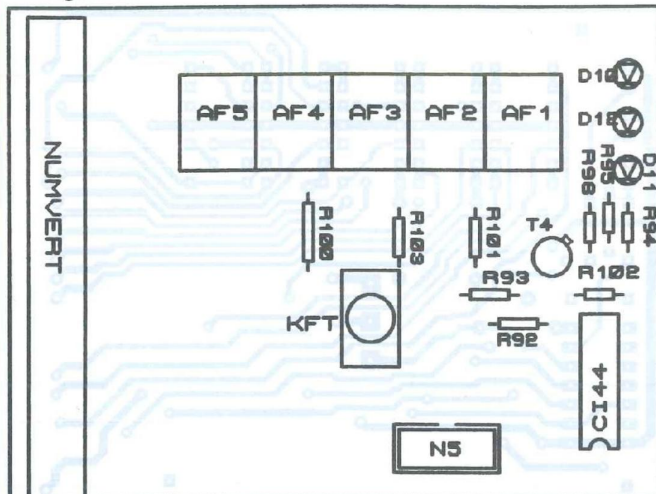 D10
AF5 AF4 AF3 AF2 AF1
D12
NUMVERT
R98
R95
D11
R94
R100
R103
R101
T4
R93
R102
KFT
R92
CI44
N5